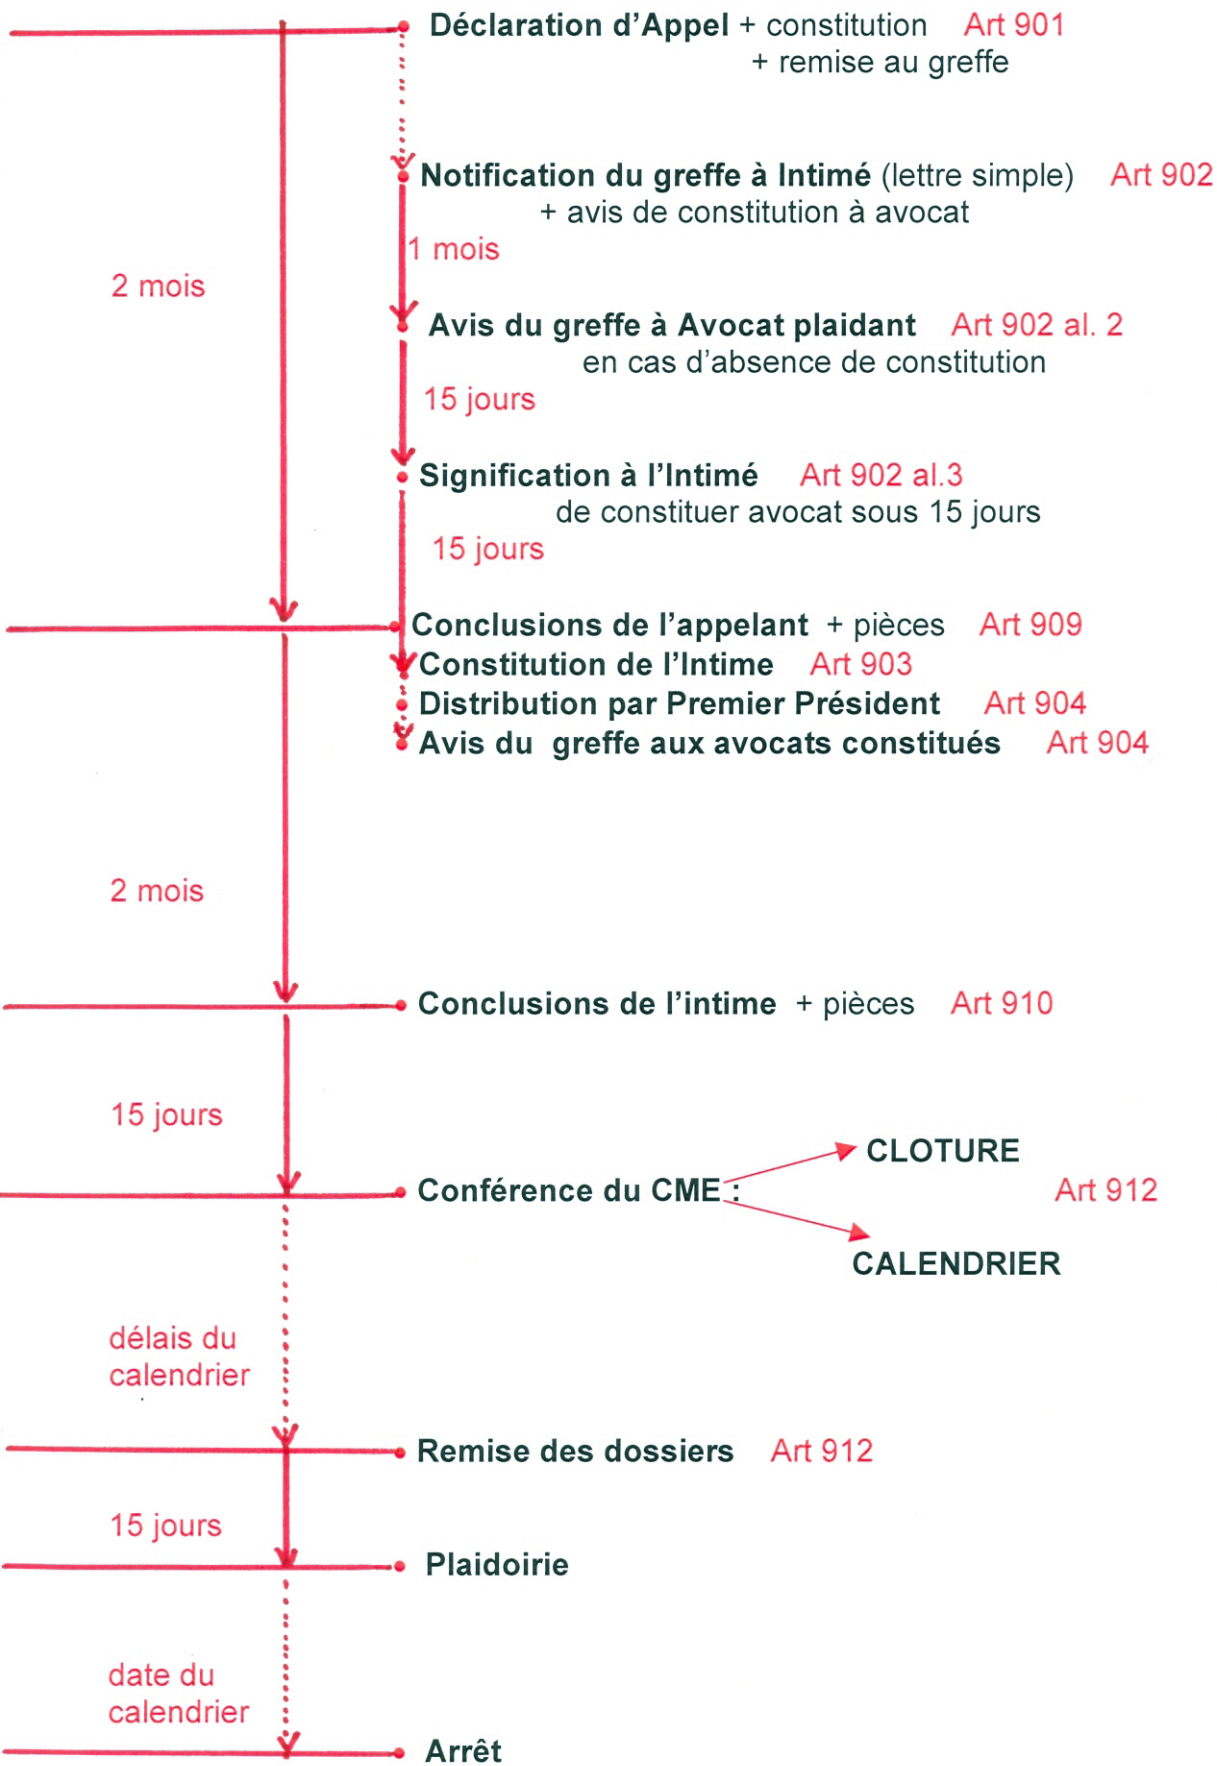 Déclaration d’Appel + constitution Art 901
+ remise au greffe
Notification du greffe à Intimé (lettre simple) Art 902
+ avis de constitution à avocat
1 mois
2 mois
Avis du greffe à Avocat plaidant Art 902 al. 2
en cas d’absence de constitution
15 jours
Signification à l’Intimé Art 902 al.3
de constituer avocat sous 15 jours
15 jours
Conclusions de l’appelant + pièces Art 909
Constitution de l’Intime Art 903
Distribution par Premier Président Art 904
Avis du greffe aux avocats constitués Art 904
2 mois
Conclusions de l’intime + pièces Art 910
15 jours
CLOTURE
Conférence du CME : Art 912
CALENDRIER
délais du
calendrier
Remise des dossiers Art 912
15 jours
Plaidoirie
date du
calendrier
Arrêt